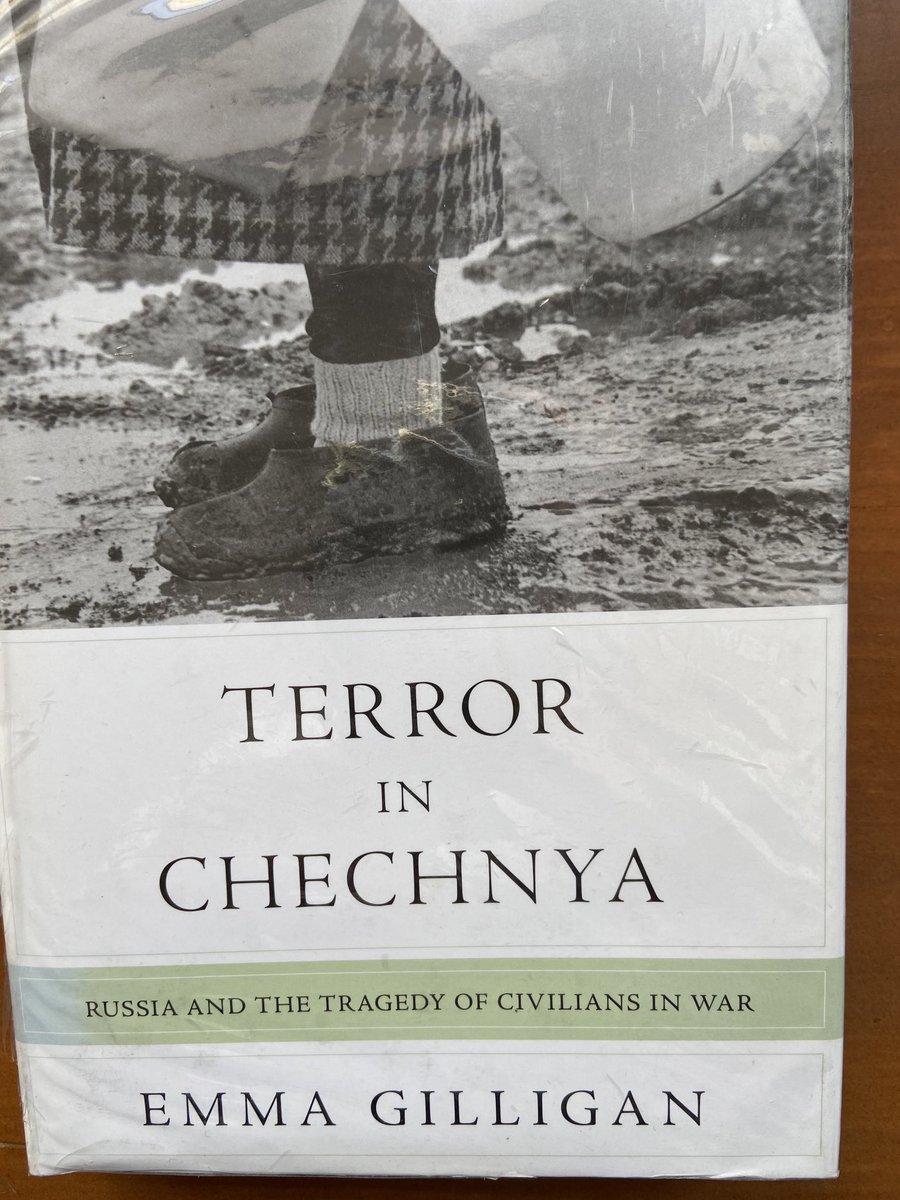 TERROR
IN
CHECHNYA
RUSSIA AND THE TRAGEDY OF CIVILIANS IN WAR
EMMA GILLIGAN